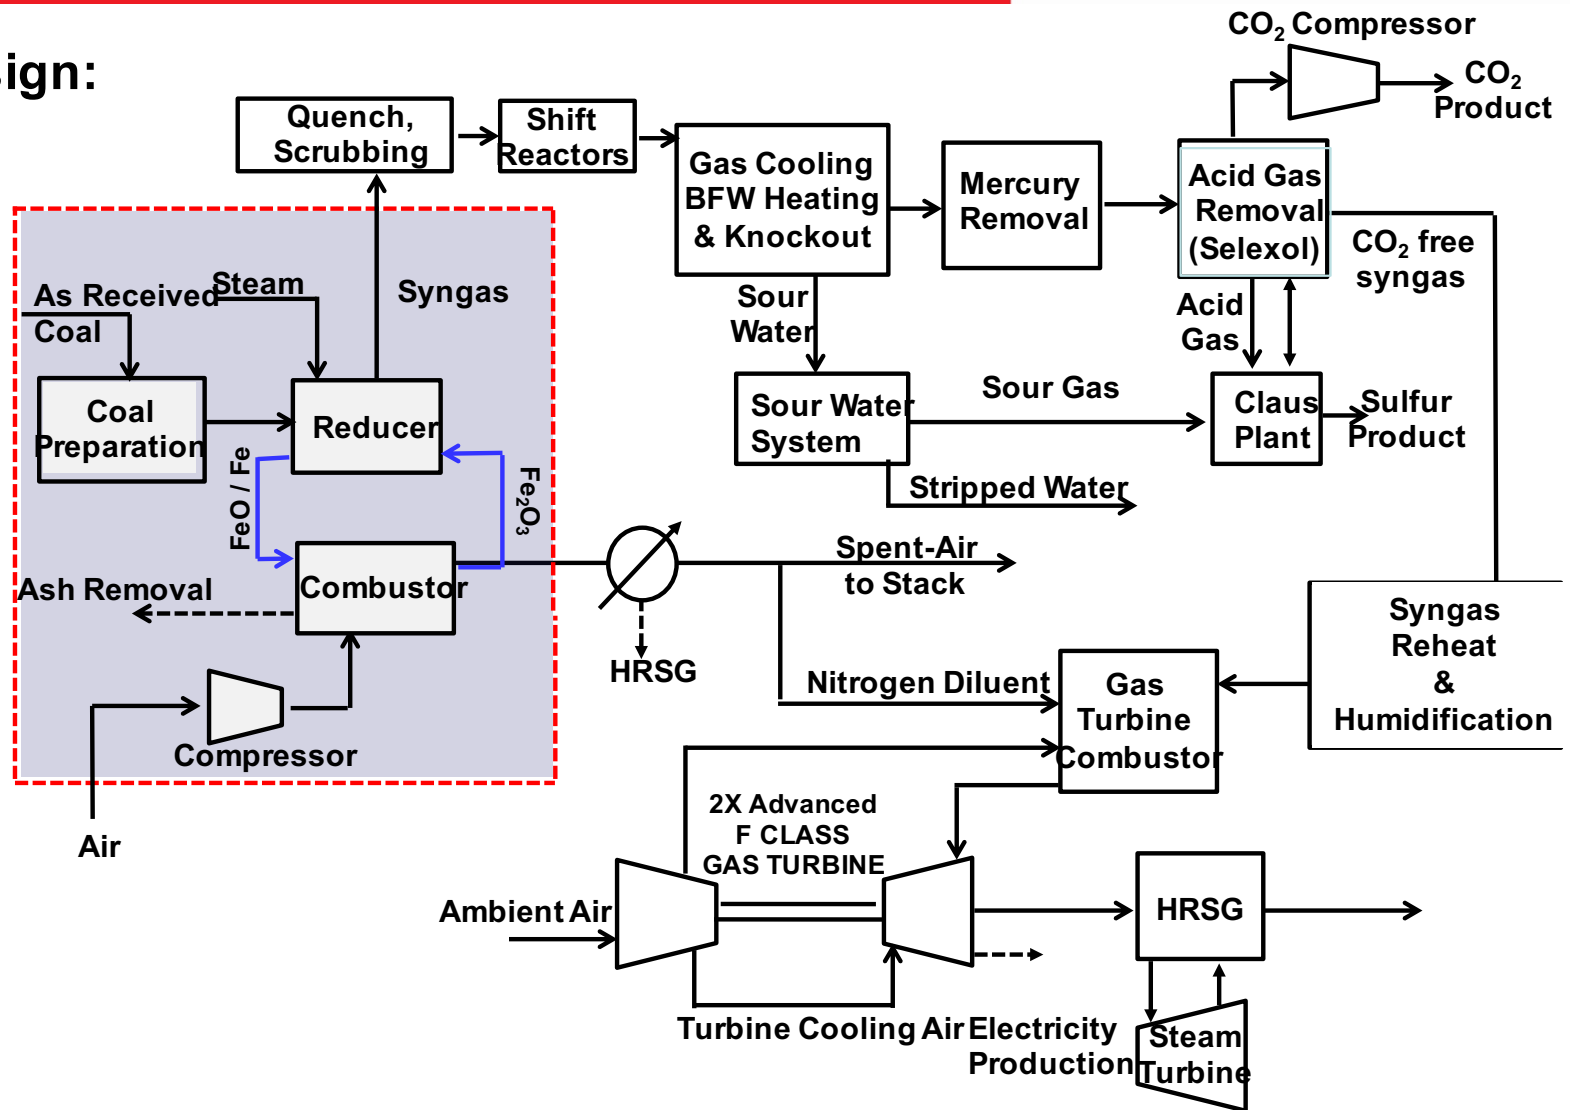 sign:
CO₂ Compressor
CO₂
Product
Quench,
Scrubbing
Shift
Reactors
Gas Cooling
BFW Heating
& Knockout
Mercury
Removal
Acid Gas
Removal
(Selexol)
CO₂ free
syngas
As Received
Coal
Steam
Syngas
Sour
Water
Acid
Gas
Coal
Preparation
Reducer
Sour Water
System
Sour Gas
Claus
Plant
Sulfur
Product
FeO / Fe
Fe₂O₃
Stripped Water
Ash Removal
Combustor
Spent-Air
to Stack
HRSG
Syngas
Reheat
&
Humidification
Nitrogen Diluent
Gas
Turbine
Combustor
Compressor
Air
2X Advanced
F CLASS
GAS TURBINE
Ambient Air
HRSG
Turbine Cooling Air
Electricity
Production
Steam
Turbine